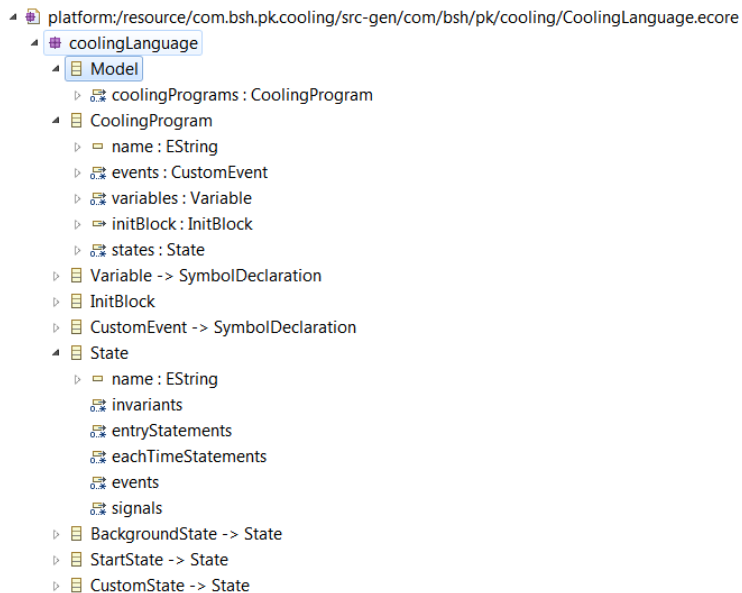 platform:/resource/com.bsh.pk.cooling/src-gen/com/bsh/pk/cooling/CoolingLanguage.ecore
coolingLanguage
Model
coolingPrograms : CoolingProgram
CoolingProgram
name : EString
events : CustomEvent
variables : Variable
initBlock : InitBlock
states : State
Variable -> SymbolDeclaration
InitBlock
CustomEvent -> SymbolDeclaration
State
name : EString
invariants
entryStatements
eachTimeStatements
events
signals
BackgroundState -> State
StartState -> State
CustomState -> State